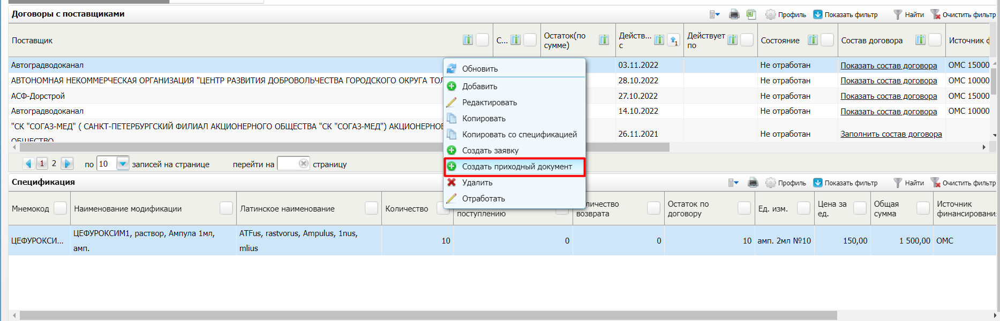 Договоры с поставщиками
Профиль
Показать фильтр
Найти
Очистить фильтр
Поставщик
С...
Остаток(по сумме)
Действ... с
1
Действует по
Состояние
Состав договора
Источник ф
Автоградводоканал
03.11.2022
Не отработан
Показать состав договора
ОМС 15000
АВТОНОМНАЯ НЕКОММЕРЧЕСКАЯ ОРГАНИЗАЦИЯ "ЦЕНТР РАЗВИТИЯ ДОБРОВОЛЬЧЕСТВА ГОРОДСКОГО ОКРУГА ТОЛ
28.10.2022
Не отработан
Показать состав договора
ОМС 10000
АСФ-Дорстрой
27.10.2022
Не отработан
Показать состав договора
ОМС 15000
Автоградводоканал
14.10.2022
Не отработан
Показать состав договора
ОМС 10000
"СК "СОГАЗ-МЕД" ( САНКТ-ПЕТЕРБУРГСКИЙ ФИЛИАЛ АКЦИОНЕРНОГО ОБЩЕСТВА "СК "СОГАЗ-МЕД") АКЦИОНЕРНОЕ
ОБЩЕСТВО
26.11.2021
Не отработан
Заполнить состав договора
Обновить
Добавить
Редактировать
Копировать
Копировать со спецификацией
Создать заявку
Создать приходный документ
Удалить
Отработать
1 2 по 10 записей на странице перейти на страницу
Спецификация
Профиль
Показать фильтр
Найти
Очистить фильтр
Мнемокод
Наименование модификации
Латинское наименование
Количество
поступлению
возврата
Остаток по договору
Ед. изм.
Цена за ед.
Общая сумма
Источник финансировани
ЦЕФУРОКСИ...
ЦЕФУРОКСИМ1, раствор, Ампула 1мл,
амп.
ATFus, rastvorus, Ampulus, 1nus,
mlius
10
0
0
10
амп. 2мл №10
150,00
1 500,00
ОМС